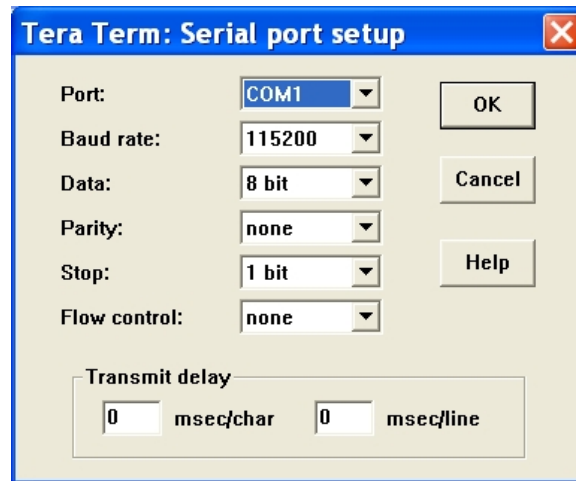 Tera Term: Serial port setup
Port: COM1
OK
Baud rate: 115200
Data: 8 bit
Cancel
Parity: none
Stop: 1 bit
Help
Flow control: none
Transmit delay
0 msec/char 0 msec/line